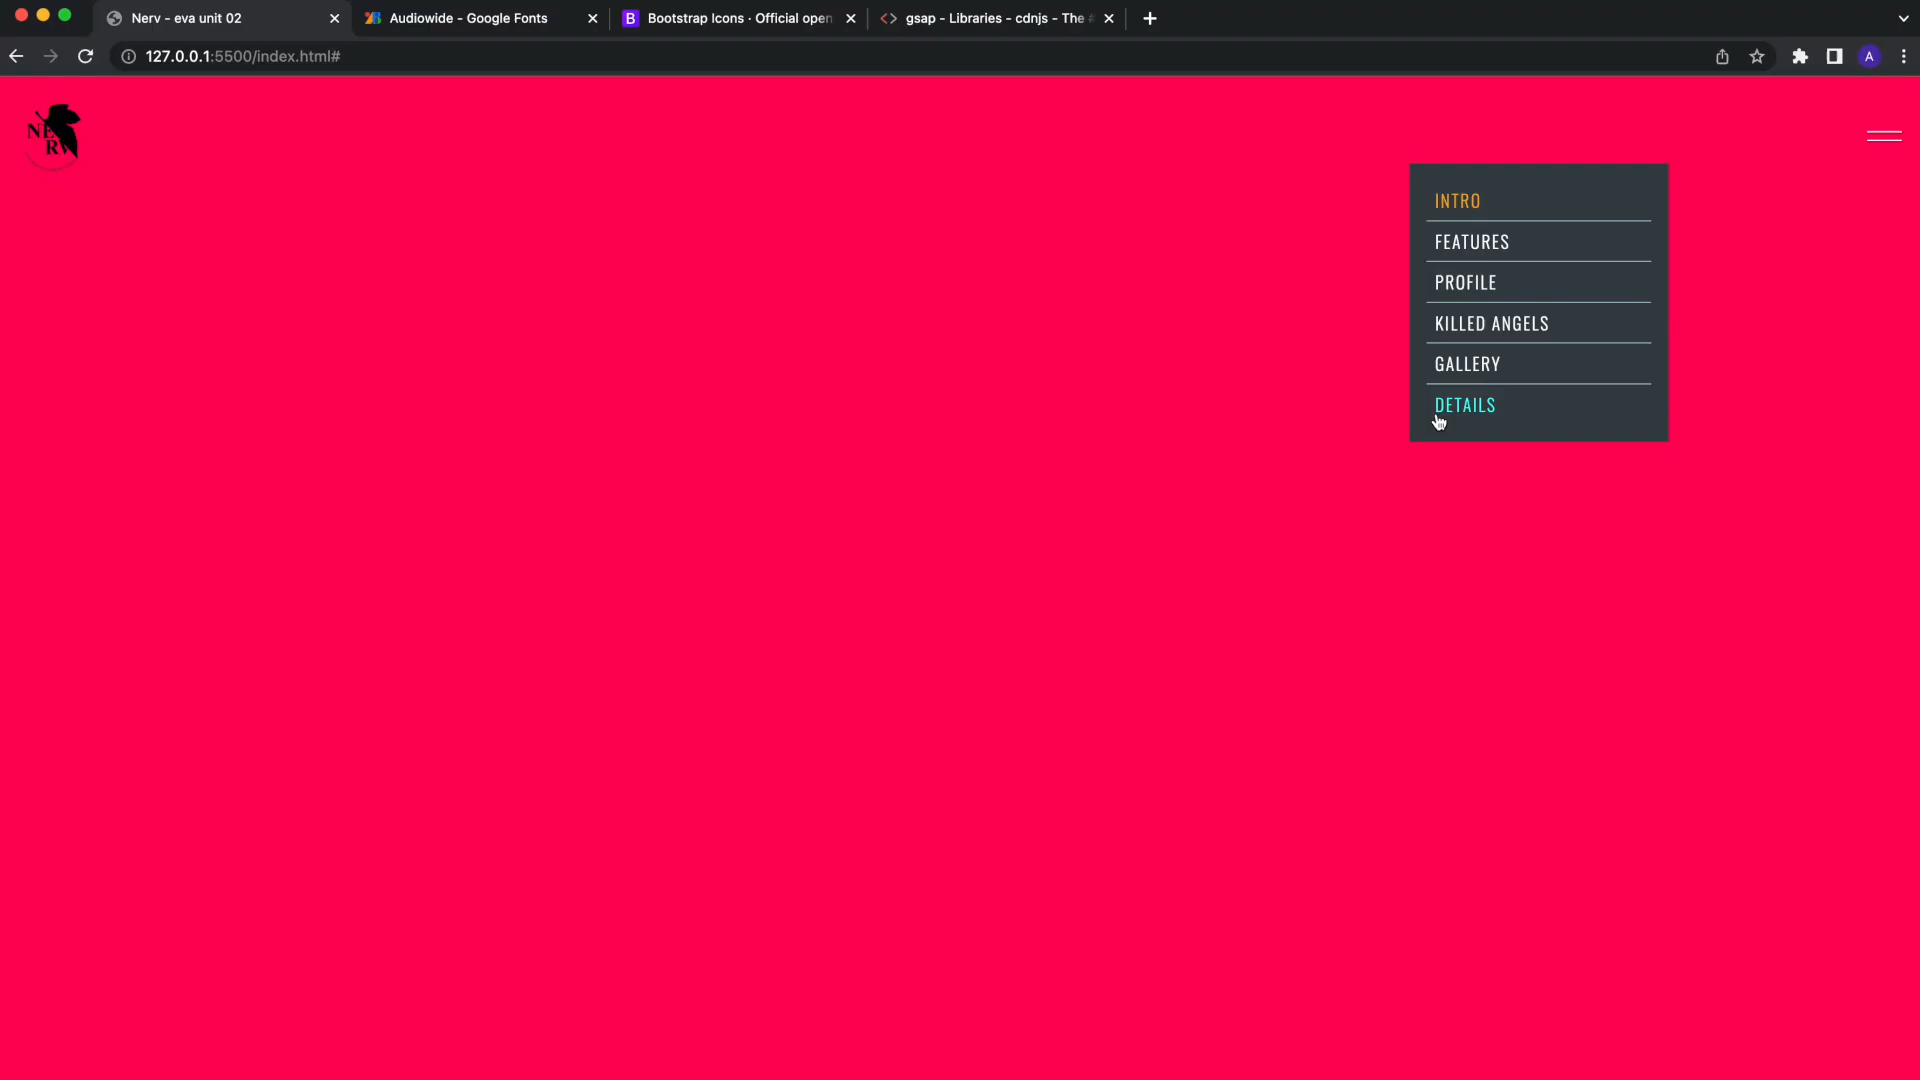 Nerv - eva unit 02
Audiowide - Google Fonts
B Bootstrap Icons · Official open
<> gsap - Libraries - cdnjs - The
127.0.0.1:5500/index.html#
A
NERV
INTRO
FEATURES
PROFILE
KILLED ANGELS
GALLERY
DETAILS